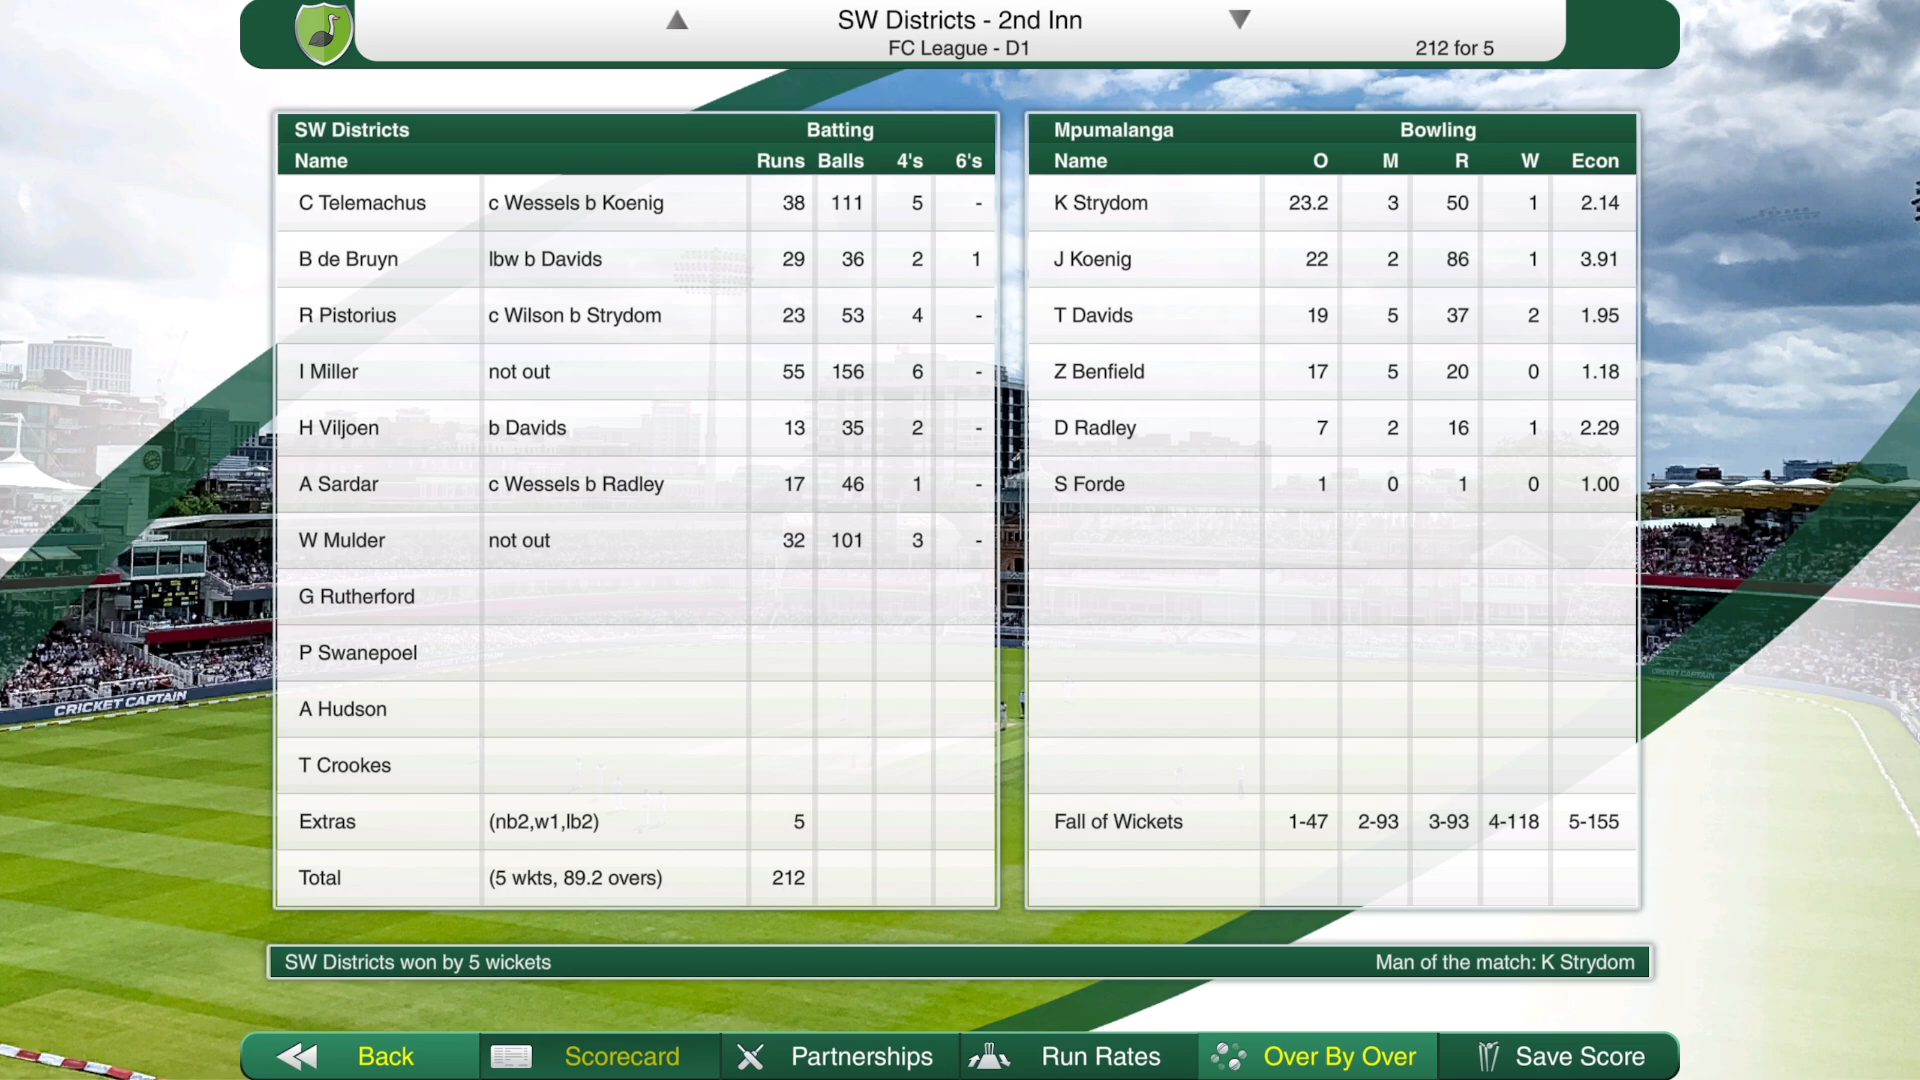 SW Districts - 2nd Inn
FC League - D1
212 for 5
SW Districts Batting
Name Runs Balls 4's 6's
C Telemachus c Wessels b Koenig 38 111 5 -
B de Bruyn lbw b Davids 29 36 2 1
R Pistorius c Wilson b Strydom 23 53 4 -
I Miller not out 55 156 6 -
H Viljoen b Davids 13 35 2 -
A Sardar c Wessels b Radley 17 46 1 -
W Mulder not out 32 101 3 -
G Rutherford
P Swanepoel
A Hudson
T Crookes
Extras (nb2,w1,lb2) 5
Total (5 wkts, 89.2 overs) 212
Mpumalanga Bowling
Name O M R W Econ
K Strydom 23.2 3 50 1 2.14
J Koenig 22 2 86 1 3.91
T Davids 19 5 37 2 1.95
Z Benfield 17 5 20 0 1.18
D Radley 7 2 16 1 2.29
S Forde 1 0 1 0 1.00
Fall of Wickets 1-47 2-93 3-93 4-118 5-155
CRICKET CAPTAIN
SW Districts won by 5 wickets
Man of the match: K Strydom
Back
Scorecard
Partnerships
Run Rates
Over By Over
Save Score